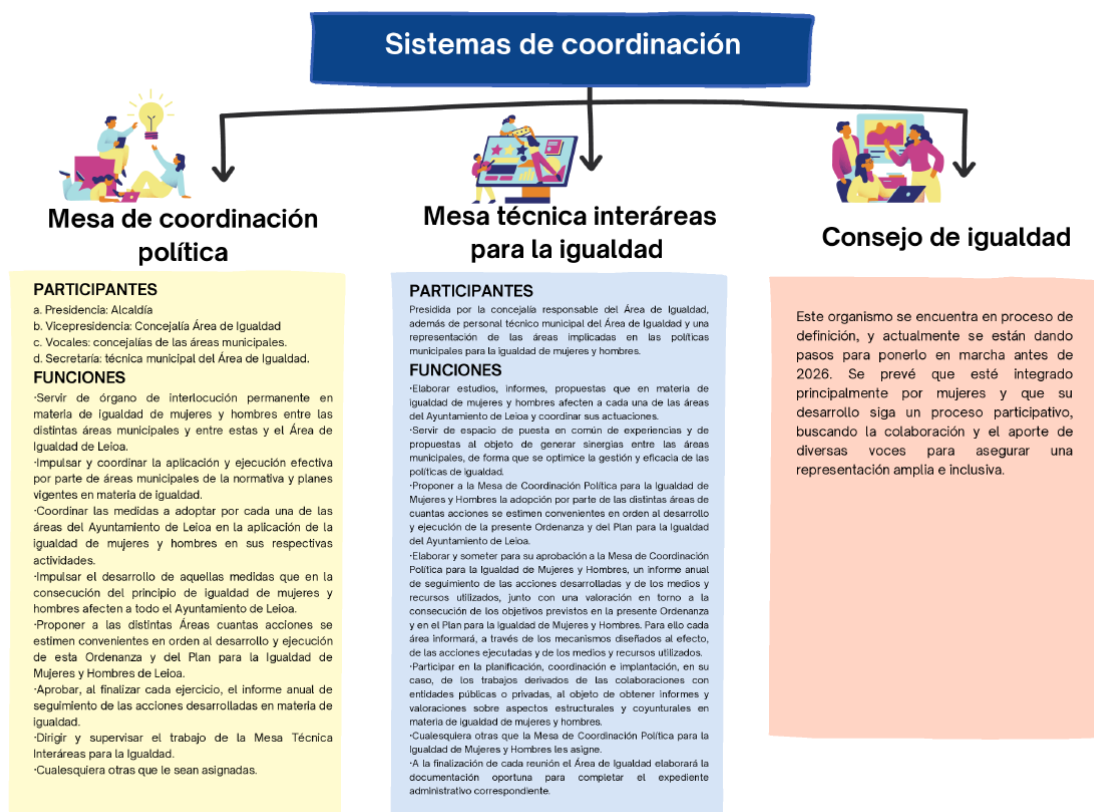 Sistemas de coordinación
Mesa de coordinación
política
PARTICIPANTES
a. Presidencia: Alcaldía
b. Vicepresidencia: Concejalía Área de Igualdad
c. Vocales: concejalías de las áreas municipales.
d. Secretaría: técnica municipal del Área de Igualdad.
FUNCIONES
·Servir de órgano de interlocución permanente en
materia de igualdad de mujeres y hombres entre las
distintas áreas municipales y entre estas y el Área de
Igualdad de Leioa.
·Impulsar y coordinar la aplicación y ejecución efectiva
por parte de áreas municipales de la normativa y planes
vigentes en materia de igualdad.
·Coordinar las medidas a adoptar por cada una de las
áreas del Ayuntamiento de Leioa en la aplicación de la
igualdad de mujeres y hombres en sus respectivas
actividades.
·Impulsar el desarrollo de aquellas medidas que en la
consecución del principio de igualdad de mujeres y
hombres afecten a todo el Ayuntamiento de Leioa.
·Proponer a las distintas Áreas cuantas acciones se
estimen convenientes en orden al desarrollo y ejecución
de esta Ordenanza y del Plan para la Igualdad de
Mujeres y Hombres de Leioa.
·Aprobar, al finalizar cada ejercicio, el informe anual de
seguimiento de las acciones desarrolladas en materia de
igualdad.
·Dirigir y supervisar el trabajo de la Mesa Técnica
Interáreas para la Igualdad.
·Cualesquiera otras que le sean asignadas.
Mesa técnica interáreas
para la igualdad
PARTICIPANTES
Presidida por la concejalía responsable del Área de Igualdad,
además de personal técnico municipal del Área de Igualdad y una
representación de las áreas implicadas en las políticas
municipales para la igualdad de mujeres y hombres.
FUNCIONES
·Elaborar estudios, informes, propuestas que en materia de
igualdad de mujeres y hombres afecten a cada una de las áreas
del Ayuntamiento de Leioa y coordinar sus actuaciones.
·Servir de espacio de puesta en común de experiencias y de
propuestas al objeto de generar sinergias entre las áreas
municipales, de forma que se optimice la gestión y eficacia de las
políticas de igualdad.
·Proponer a la Mesa de Coordinación Política para la Igualdad de
Mujeres y Hombres la adopción por parte de las distintas áreas de
cuantas acciones se estimen convenientes en orden al desarrollo
y ejecución de la presente Ordenanza y del Plan para la Igualdad
del Ayuntamiento de Leioa.
·Elaborar y someter para su aprobación a la Mesa de Coordinación
Política para la Igualdad de Mujeres y Hombres, un informe anual
de seguimiento de las acciones desarrolladas y de los medios y
recursos utilizados, junto con una valoración en torno a la
consecución de los objetivos previstos en la presente Ordenanza
y en el Plan para la igualdad de Mujeres y Hombres. Para ello cada
área informará, a través de los mecanismos diseñados al efecto,
de las acciones ejecutadas y de los medios y recursos utilizados.
·Participar en la planificación, coordinación e implantación, en su
caso, de los trabajos derivados de las colaboraciones con
entidades públicas o privadas, al objeto de obtener informes y
valoraciones sobre aspectos estructurales y coyunturales en
materia de igualdad de mujeres y hombres.
·Cualesquiera otras que la Mesa de Coordinación Política para la
Igualdad de Mujeres y Hombres les asigne.
·A la finalización de cada reunión el Área de Igualdad elaborará la
documentación oportuna para completar el expediente
administrativo correspondiente.
Consejo de igualdad
Este organismo se encuentra en proceso de
definición, y actualmente se están dando
pasos para ponerlo en marcha antes de
2026. Se prevé que esté integrado
principalmente por mujeres y que su
desarrollo siga un proceso participativo,
buscando la colaboración y el aporte de
diversas voces para asegurar una
representación amplia e inclusiva.